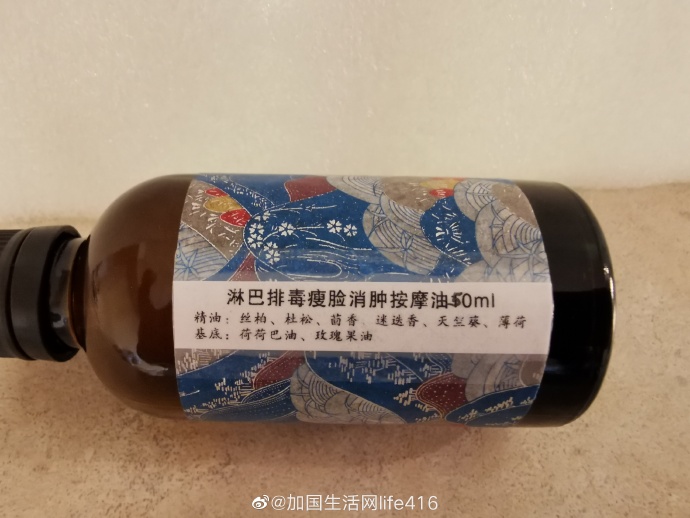 淋巴排毒瘦脸消肿按摩油50ml
精油：丝柏、杜松、茴香、迷迭香、天竺葵、薄荷
基底：荷荷巴油、玫瑰果油
@加国生活网life416